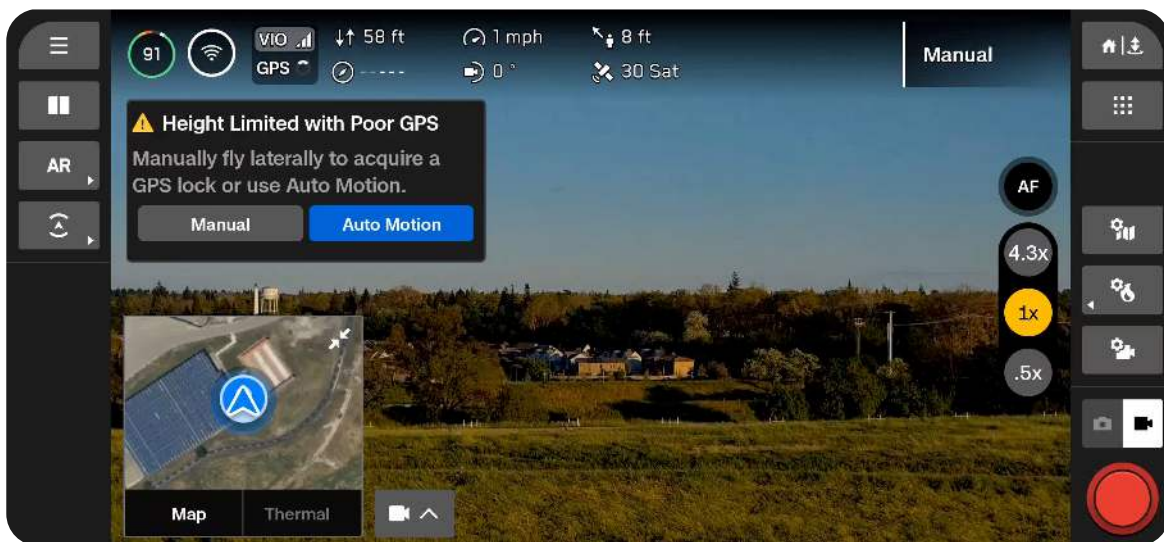 91
VIO
GPS
58 ft
1 mph
8 ft
-----
0 °
30 Sat
Manual
AR
Height Limited with Poor GPS
Manually fly laterally to acquire a
GPS lock or use Auto Motion.
Manual
Auto Motion
AF
4.3x
1x
.5x
Map
Thermal